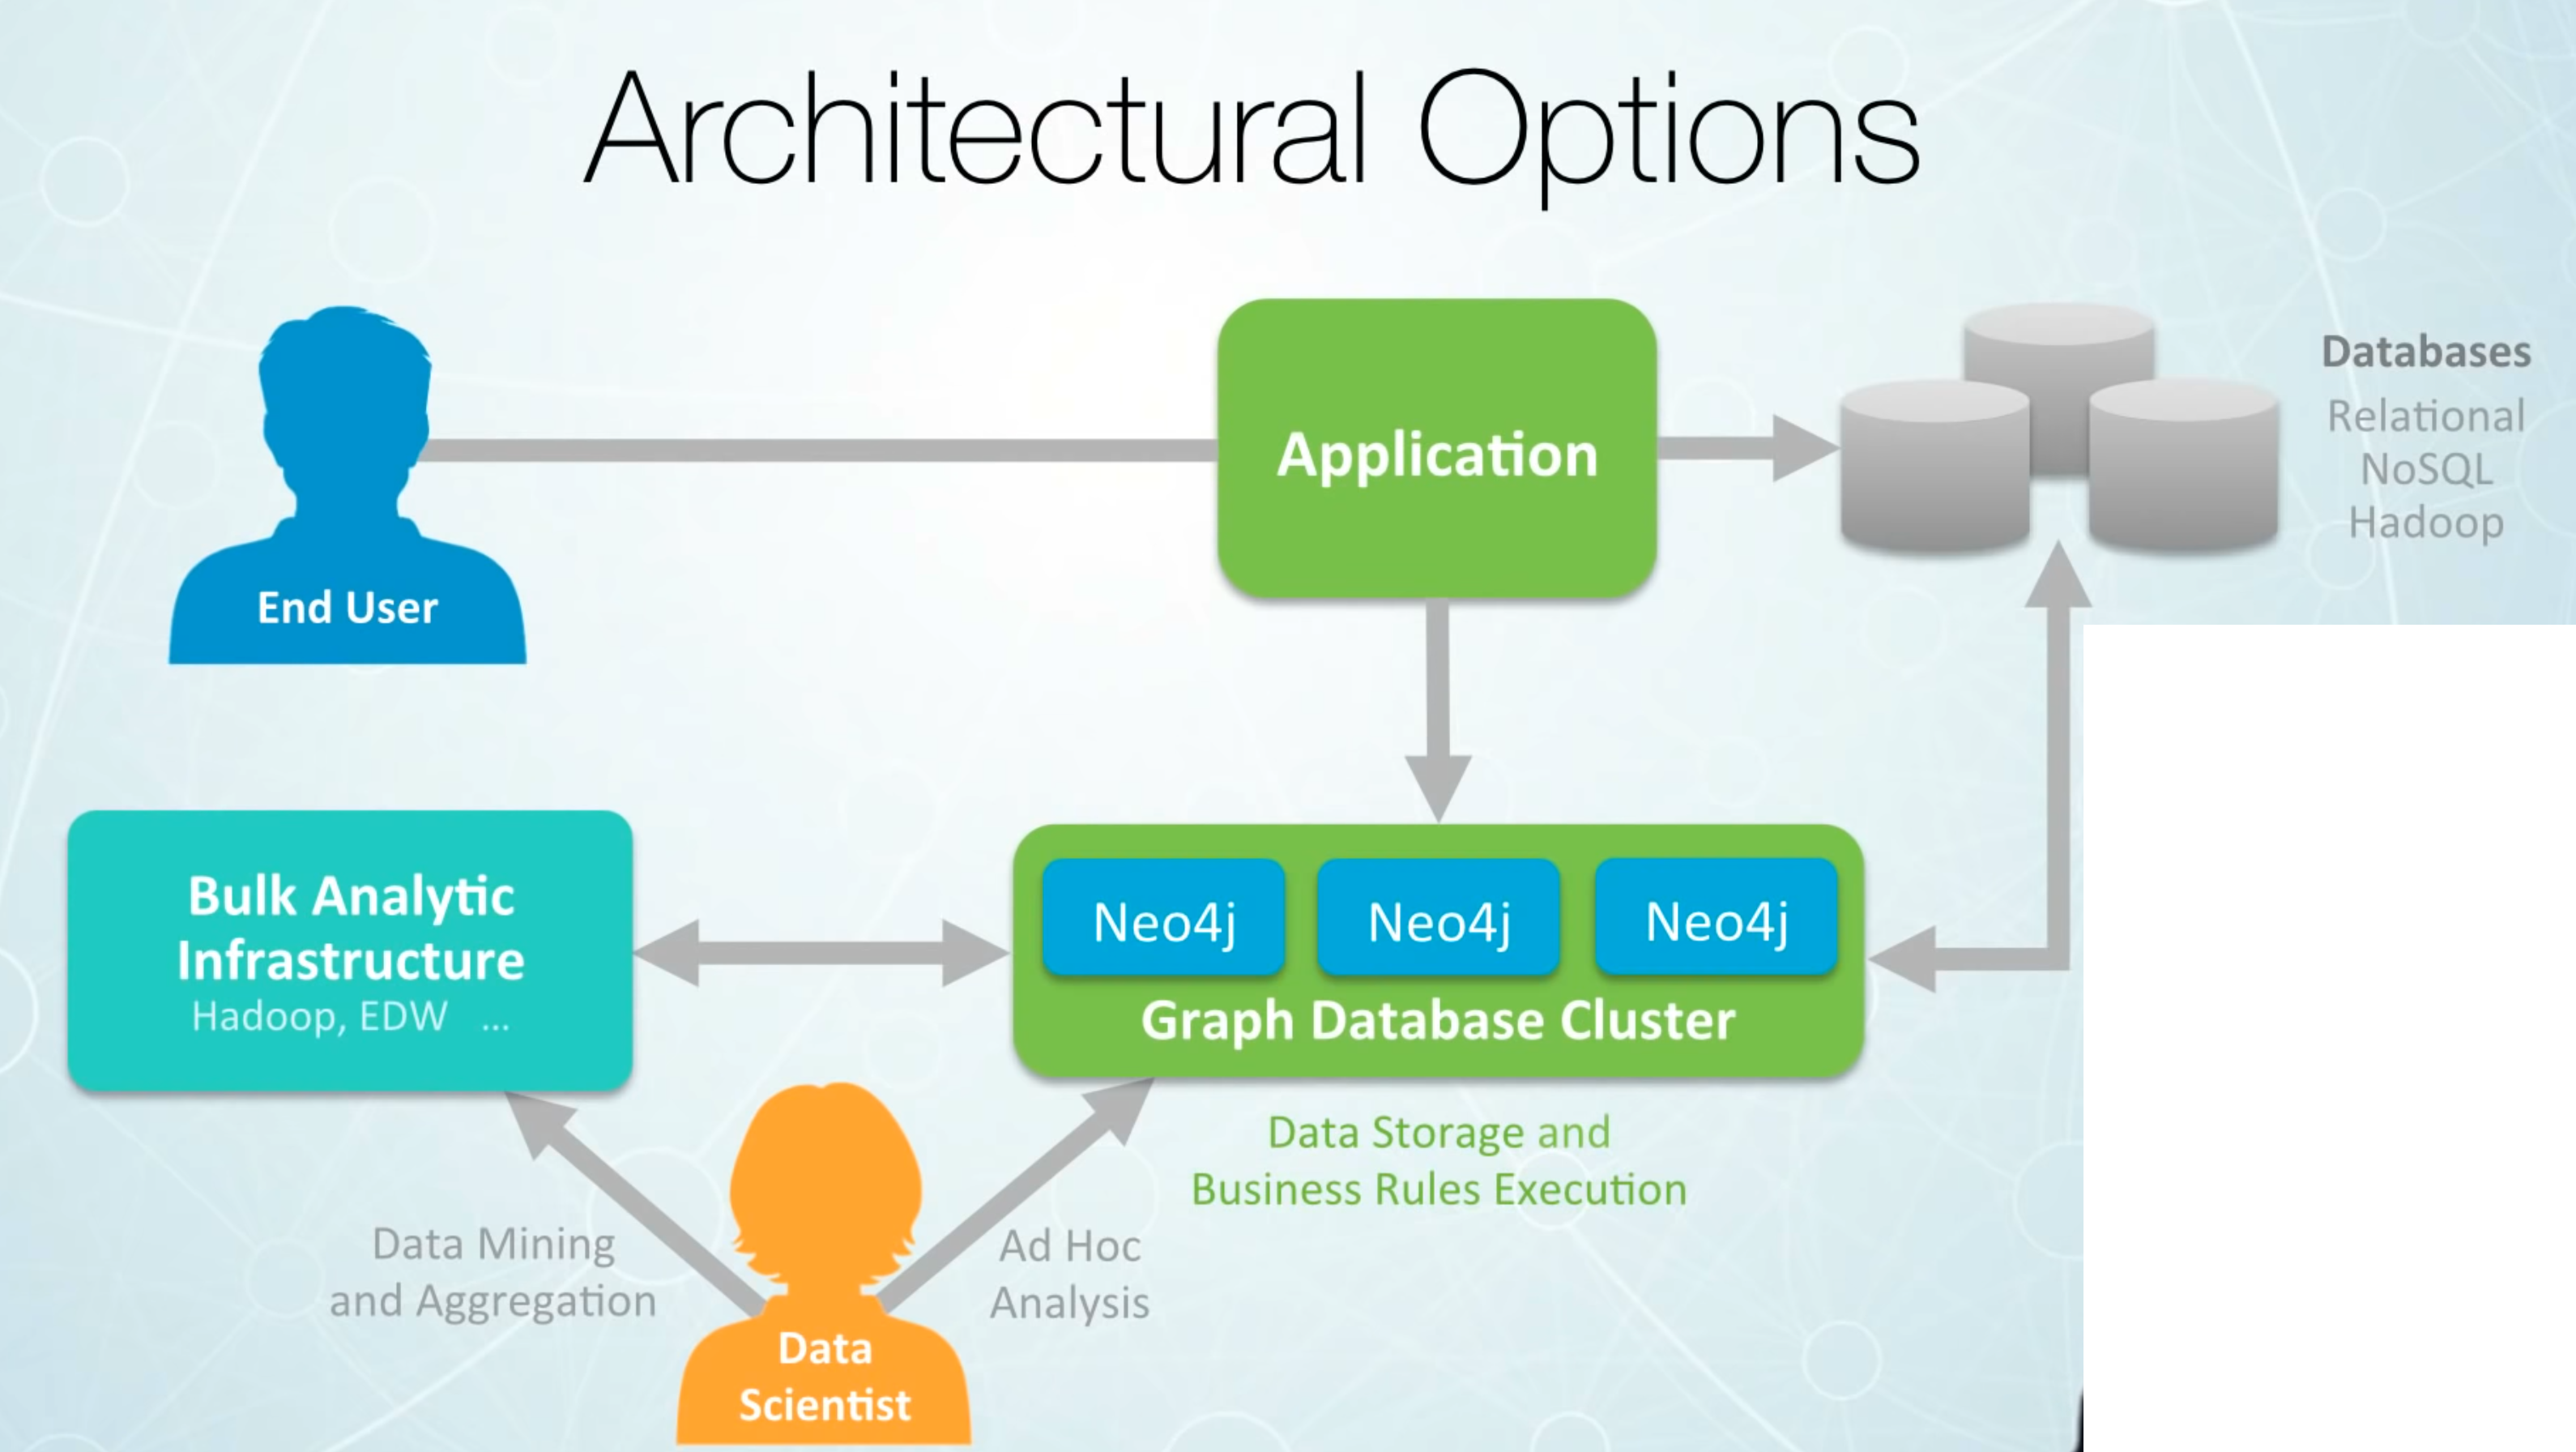 Architectural Options
End User
Application
Databases
Relational
NoSQL
Hadoop
Bulk Analytic
Infrastructure
Hadoop, EDW ...
Neo4j
Neo4j
Neo4j
Graph Database Cluster
Data Storage and
Business Rules Execution
Data Mining
and Aggregation
Ad Hoc
Analysis
Data
Scientist